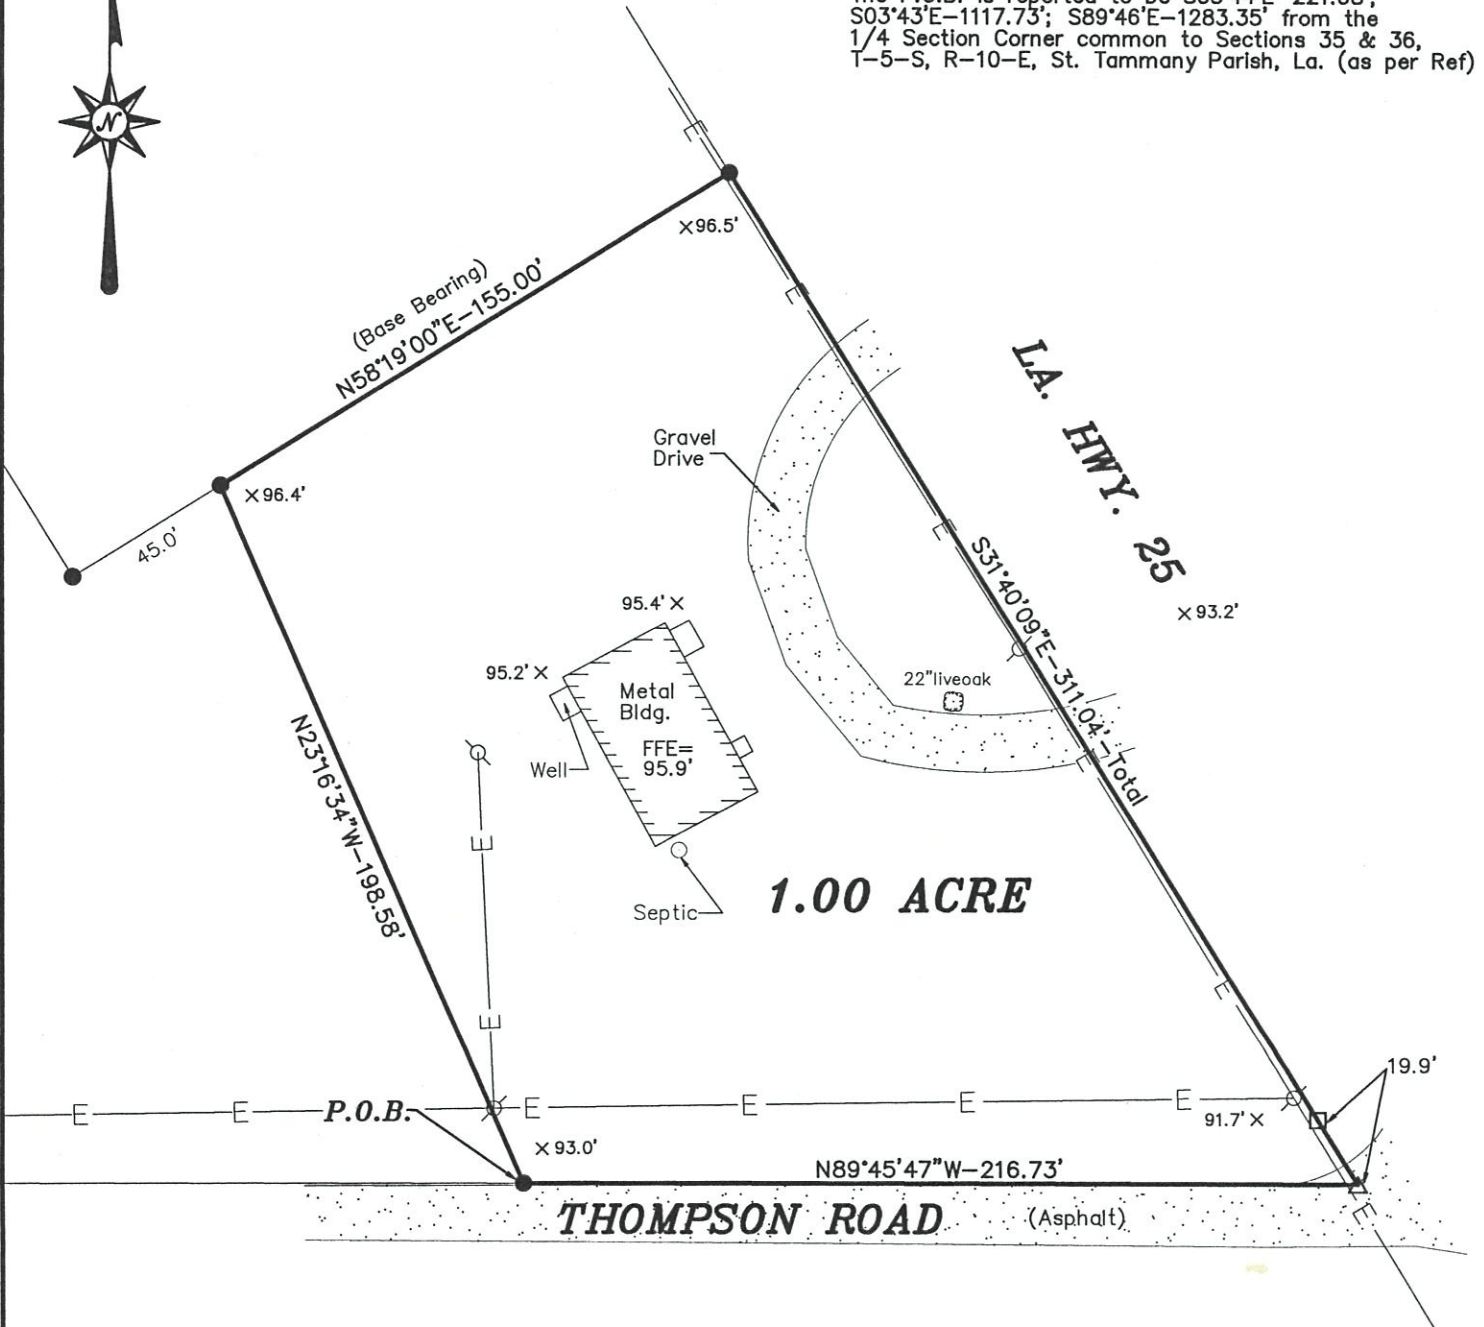 S03°43'E-1117.73'; S89°46'E-1283.35' from the
1/4 Section Corner common to Sections 35 & 36,
T-5-S, R-10-E, St. Tammany Parish, La. (as per Ref)
N
×96.5'
(Base Bearing)
N58°19'00"E-155.00'
E
E
LA. HWY. 25
Gravel
Drive
×96.4'
45.0'
E
S31°40'09"E-311.04'-Total
×93.2'
95.4'×
95.2'×
22"liveoak
Metal
Bldg.
FFE=
95.9'
Well
N23°16'34"W-198.58'
E
E
Septic
1.00 ACRE
E
E
19.9'
E E P.O.B. E E E E
91.7'×
×93.0'
N89°45'47"W-216.73'
THOMPSON ROAD (Asphalt)
E